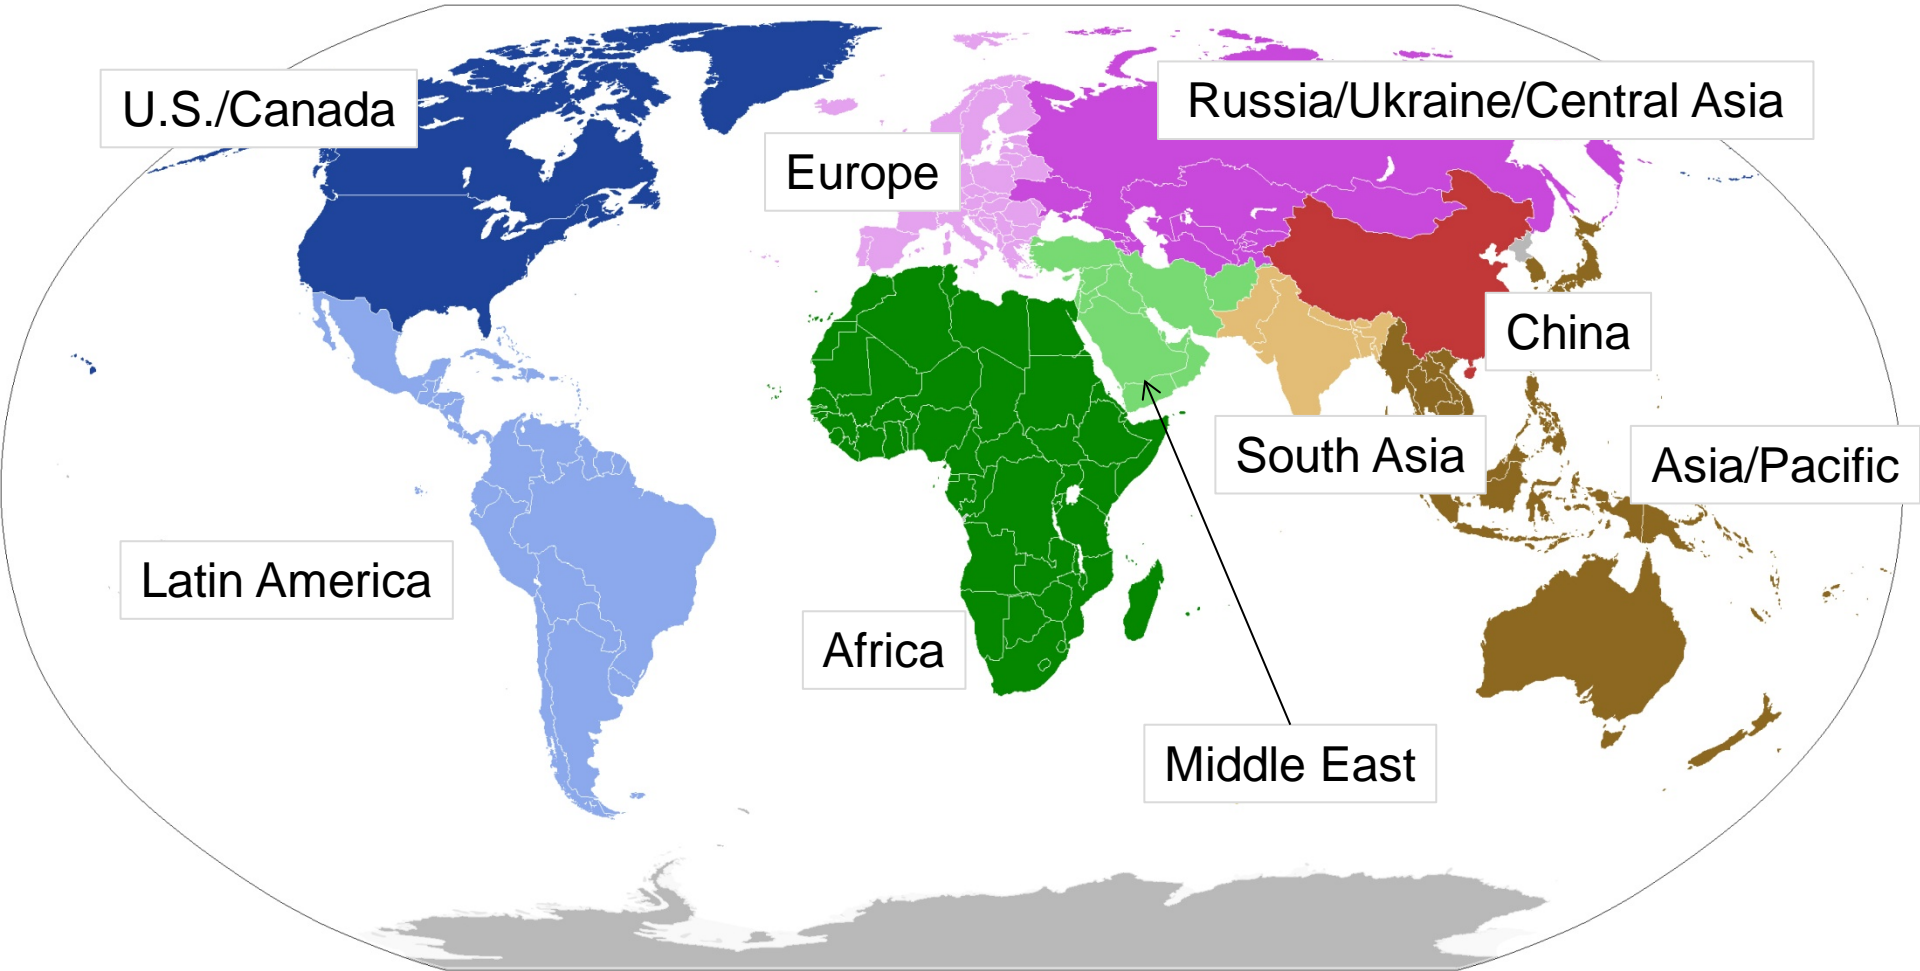 U.S./Canada
Russia/Ukraine/Central Asia
Europe
China
South Asia
Asia/Pacific
Latin America
Africa
Middle East